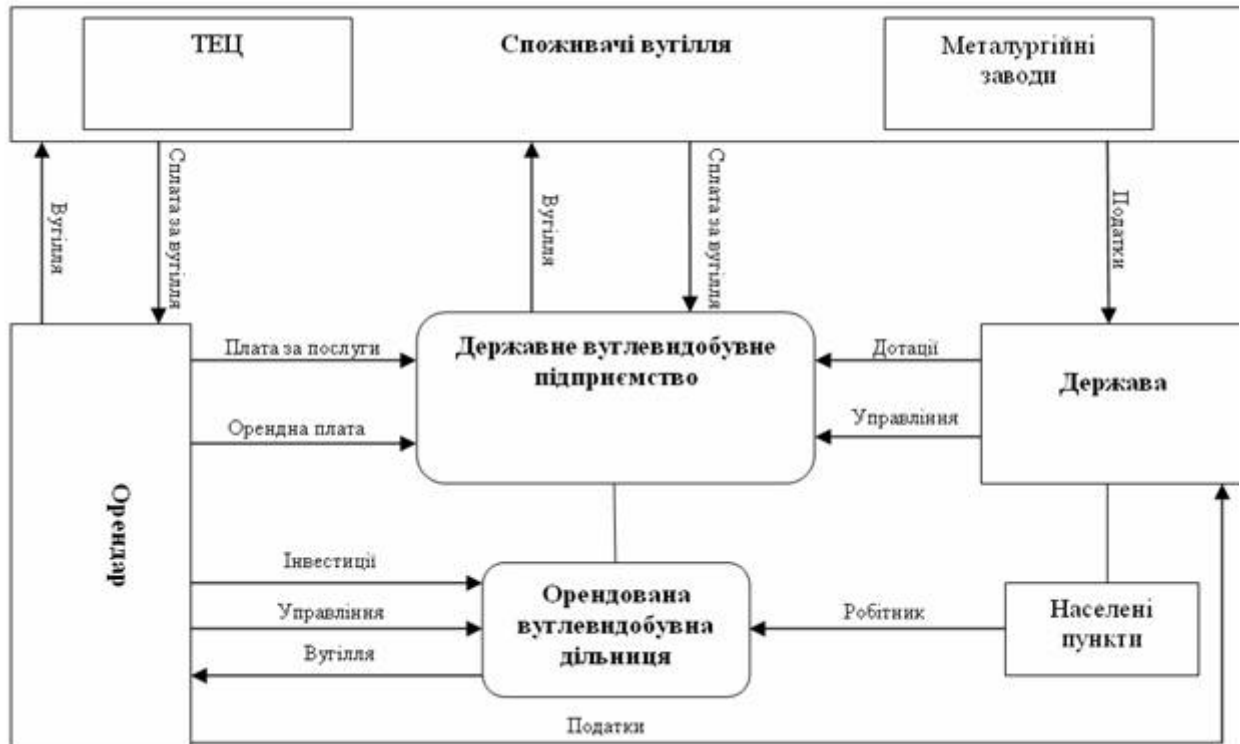 ТЕЦ
Споживачі вугілля
Металургійні
заводи
Вугілля
Сплата за вугілля
Вугілля
Сплата за вугілля
Податки
Орендар
Плата за послуги
Орендна плата
Державне вуглевидобувне
підприємство
Дотації
Управління
Держава
Інвестиції
Управління
Вугілля
Орендована
вуглевидобувна
дільниця
Робітник
Населені
пункти
Податки